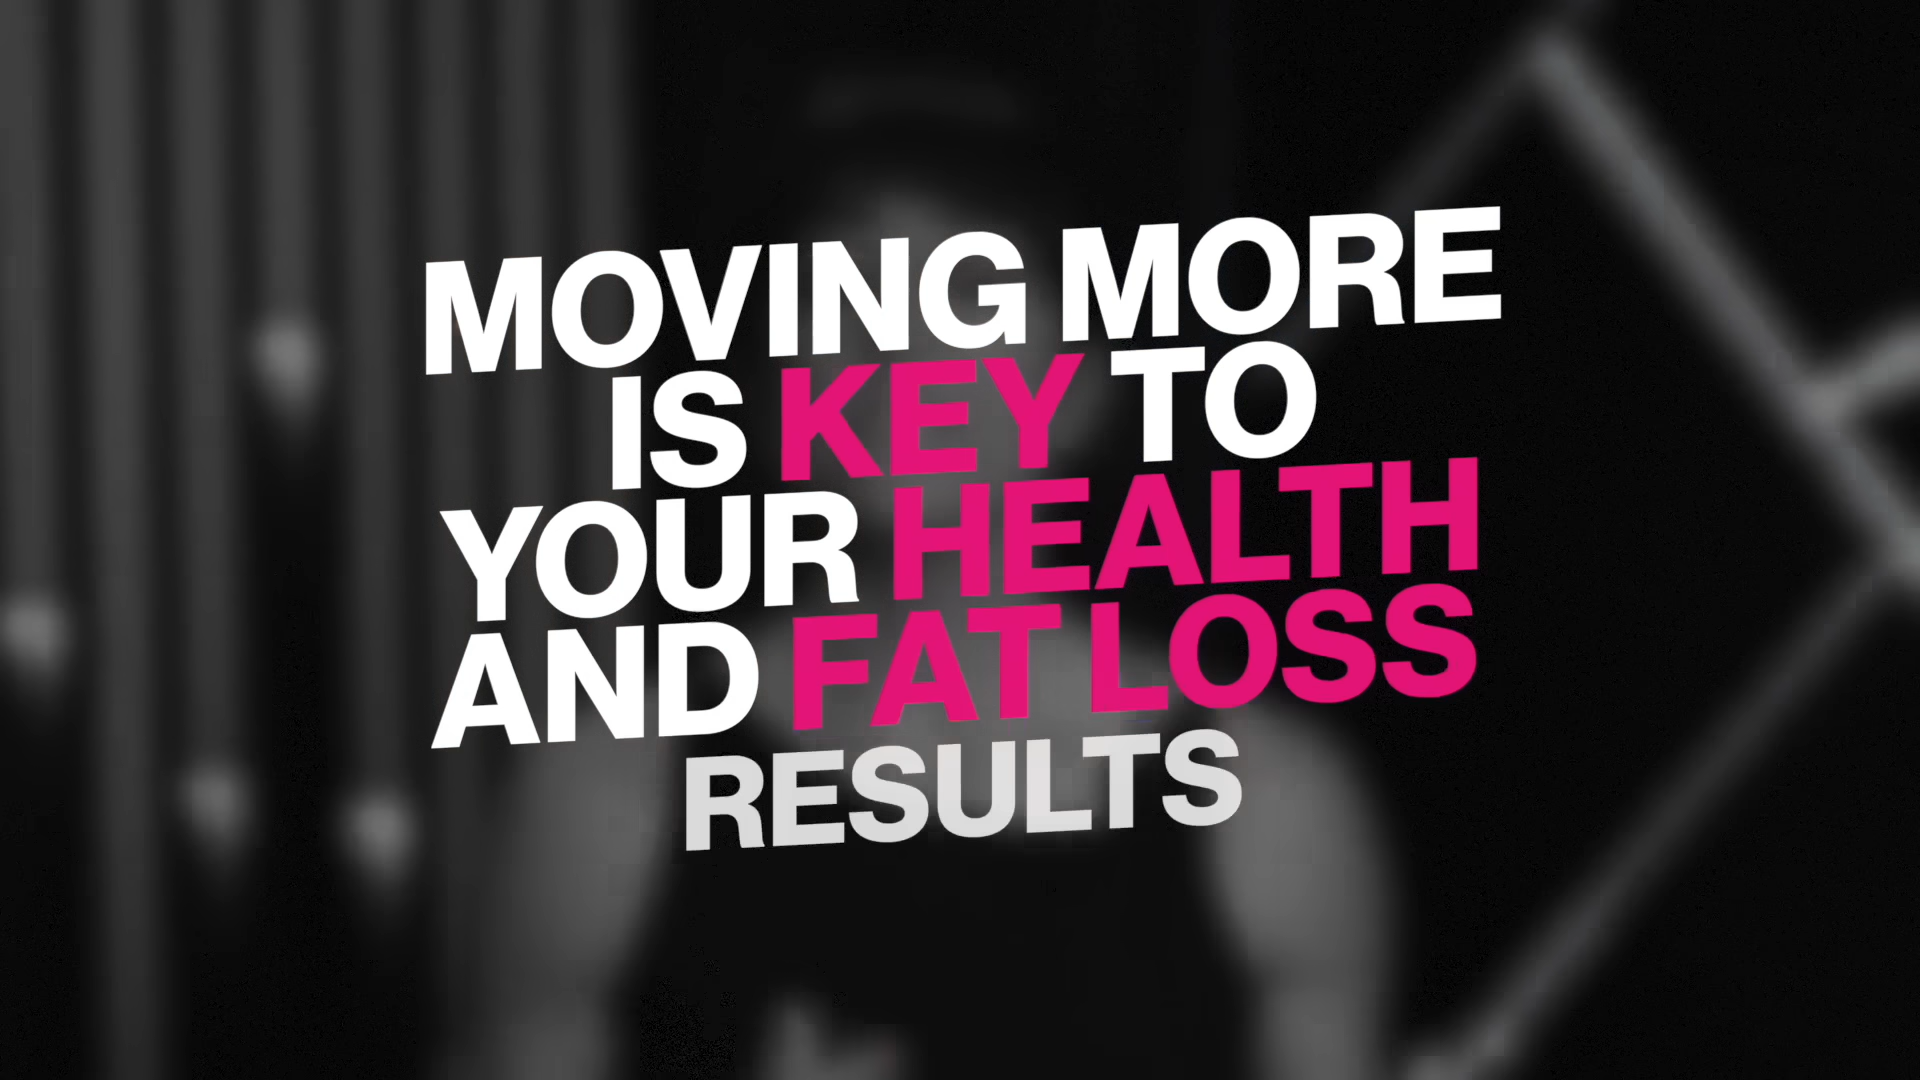 MOVING MORE
IS KEY TO
YOUR HEALTH
AND FAT LOSS
RESULTS